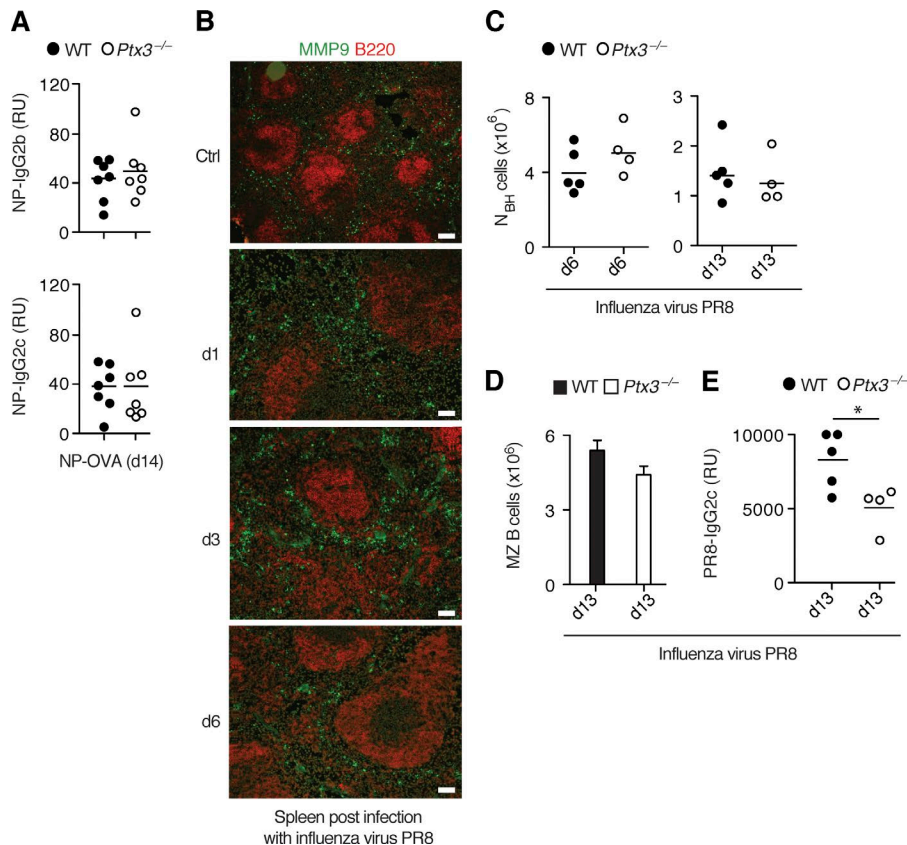 A
● WT ○ Ptx3−/−
NP-IgG2b (RU)
120
80
40
0
NP-IgG2c (RU)
120
80
40
0
NP-OVA (d14)
B
MMP9 B220
Ctrl
d1
d3
d6
Spleen post infection
with influenza virus PR8
C
● WT ○ Ptx3−/−
NBH cells (x10⁶)
8
4
0
d6 d6
3
2
1
0
d13 d13
Influenza virus PR8
D
WT Ptx3−/−
MZ B cells (x10⁶)
6
3
0
d13 d13
E
● WT ○ Ptx3−/−
*
PR8-IgG2c (RU)
10000
5000
0
d13 d13
Influenza virus PR8